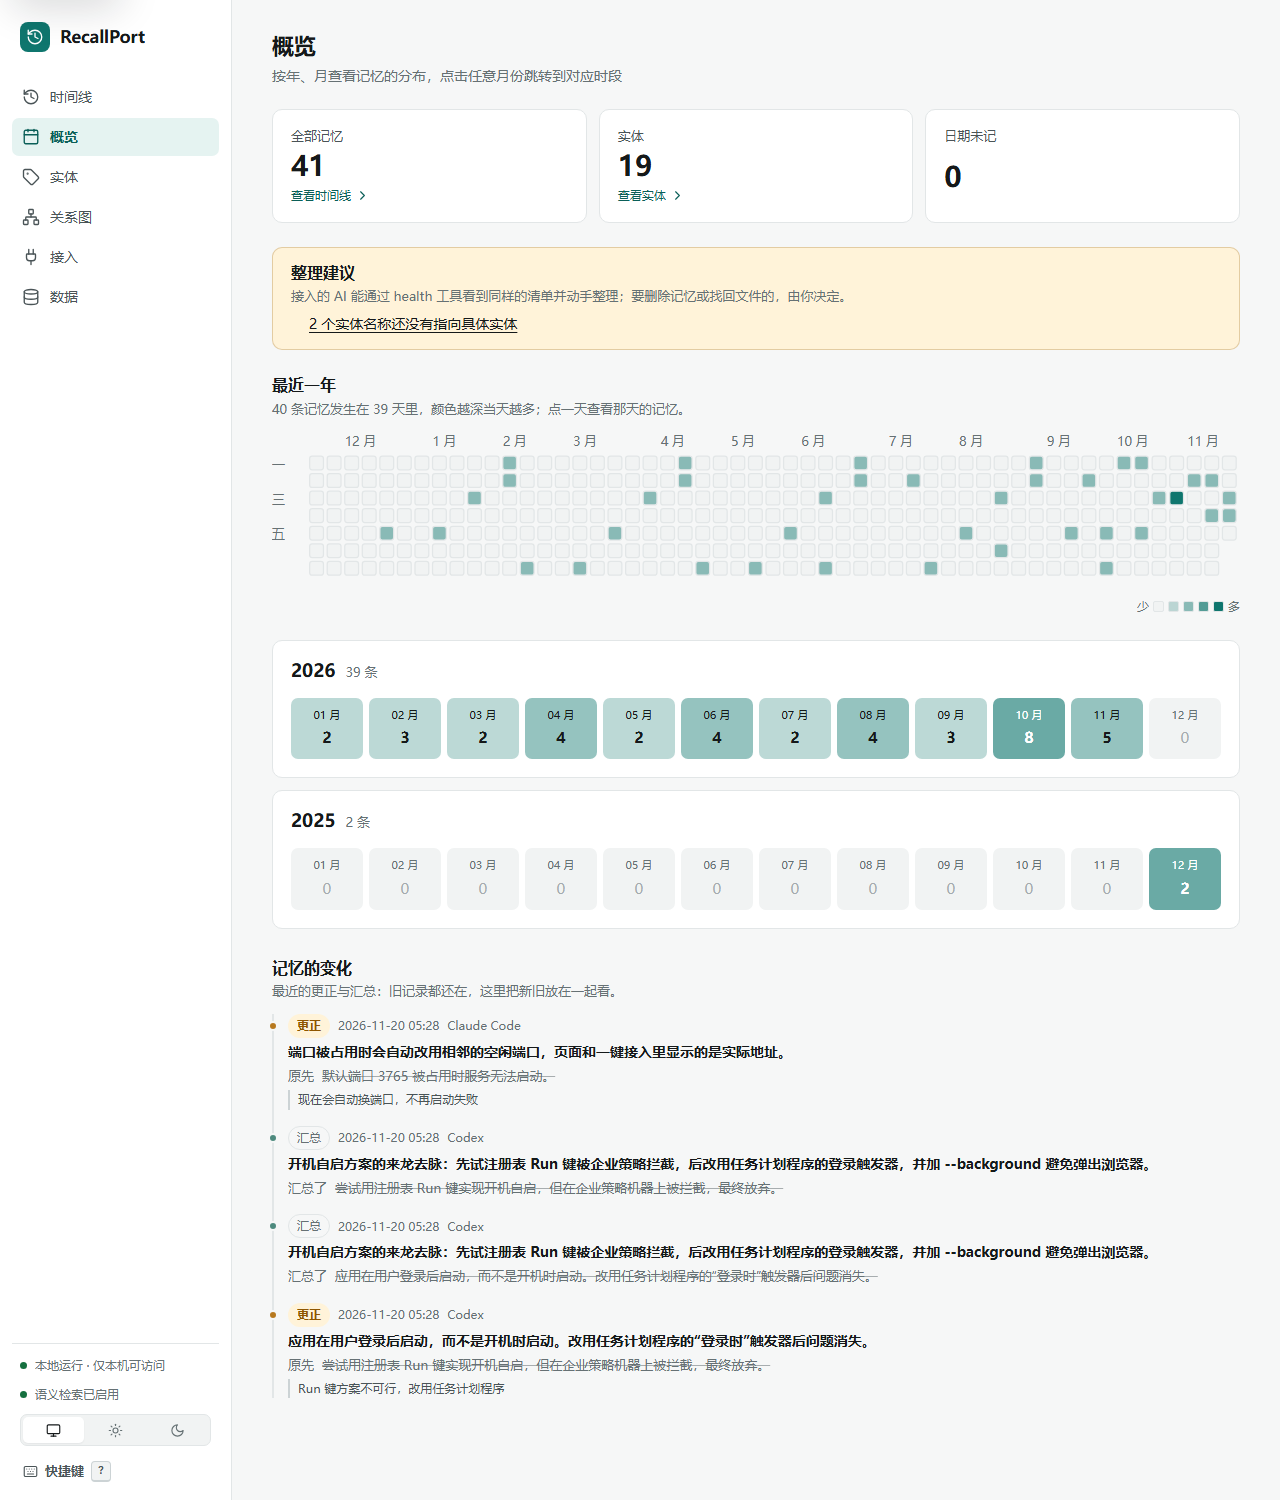 RecallPort
时间线
概览
实体
关系图
接入
数据
本地运行 · 仅本机可访问
语义检索已启用
快捷键 ?
概览
按年、月查看记忆的分布，点击任意月份跳转到对应时段
全部记忆
41
查看时间线
实体
19
查看实体
日期未记
0
整理建议
接入的 AI 能通过 health 工具看到同样的清单并动手整理；要删除记忆或找回文件的，由你决定。
2 个实体名称还没有指向具体实体
最近一年
40 条记忆发生在 39 天里，颜色越深当天越多；点一天查看那天的记忆。
12 月 1 月 2 月 3 月 4 月 5 月 6 月 7 月 8 月 9 月 10 月 11 月
一
三
五
少 多
2026 39 条
01 月 02 月 03 月 04 月 05 月 06 月 07 月 08 月 09 月 10 月 11 月 12 月
2 3 2 4 2 4 2 4 3 8 5 0
2025 2 条
01 月 02 月 03 月 04 月 05 月 06 月 07 月 08 月 09 月 10 月 11 月 12 月
0 0 0 0 0 0 0 0 0 0 0 2
记忆的变化
最近的更正与汇总：旧记录都还在，这里把新旧放在一起看。
更正 2026-11-20 05:28 Claude Code
端口被占用时会自动改用相邻的空闲端口，页面和一键接入里显示的是实际地址。
原先 默认端口 3765 被占用时服务无法启动。
现在会自动换端口，不再启动失败
汇总 2026-11-20 05:28 Codex
开机自启方案的来龙去脉：先试注册表 Run 键被企业策略拦截，后改用任务计划程序的登录触发器，并加 --background 避免弹出浏览器。
汇总了 尝试用注册表 Run 键实现开机自启，但在企业策略机器上被拦截，最终放弃。
汇总 2026-11-20 05:28 Codex
开机自启方案的来龙去脉：先试注册表 Run 键被企业策略拦截，后改用任务计划程序的登录触发器，并加 --background 避免弹出浏览器。
汇总了 应用在用户登录后启动，而不是开机时启动。改用任务计划程序的“登录时”触发器后问题消失。
更正 2026-11-20 05:28 Codex
应用在用户登录后启动，而不是开机时启动。改用任务计划程序的“登录时”触发器后问题消失。
原先 尝试用注册表 Run 键实现开机自启，但在企业策略机器上被拦截，最终放弃。
Run 键方案不可行，改用任务计划程序